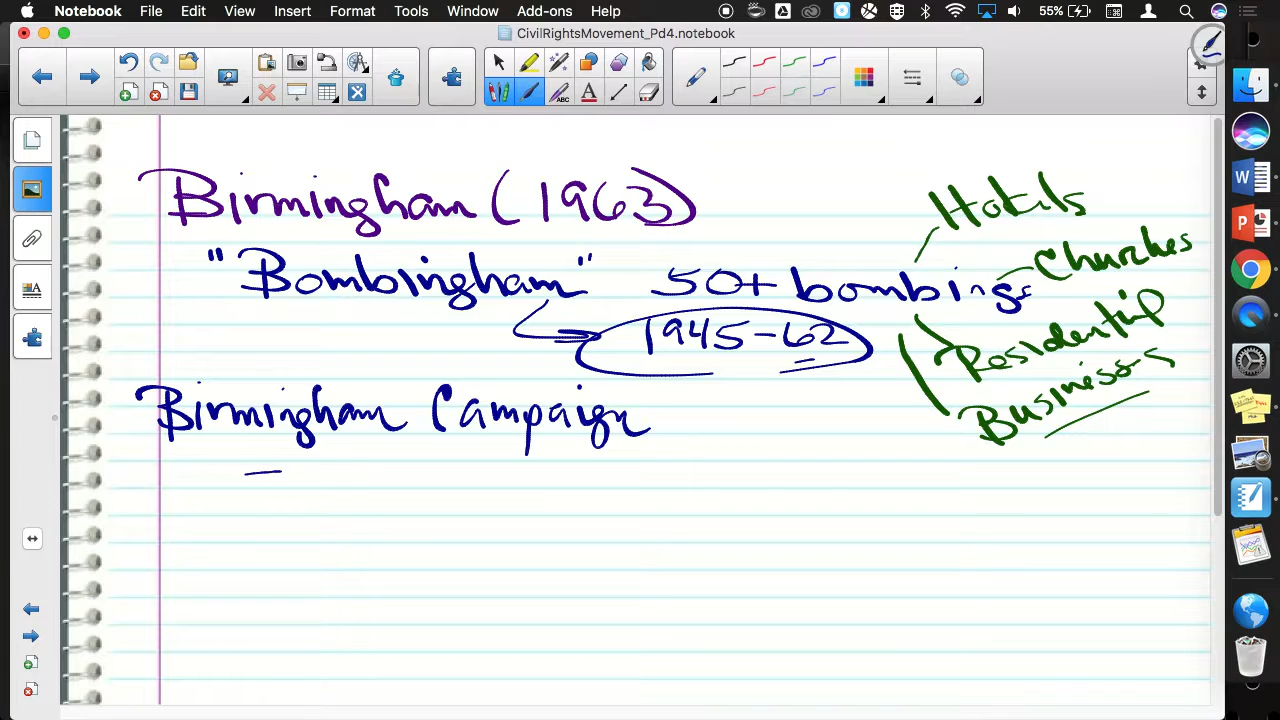 Notebook File Edit View Insert Format Tools Window Add-ons Help 55%
CivilRightsMovement_Pd4.notebook
Birmingham (1963)
"Bombingham" 50+ bombings
1945-62
Hotels
Churches
Residential
Business
Birmingham Campaign